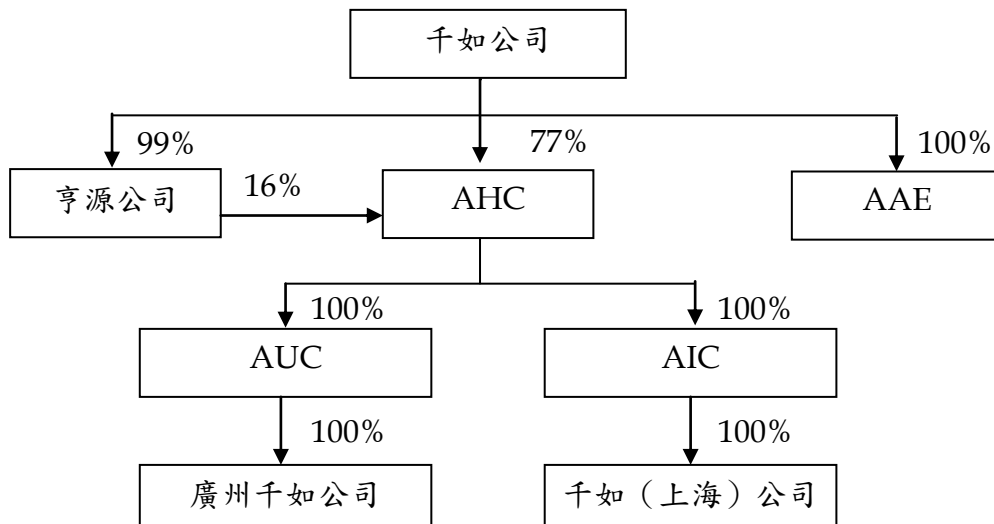 千如公司
99%
77%
100%
亨源公司
16%
AHC
AAE
100%
100%
AUC
AIC
100%
100%
廣州千如公司
千如（上海）公司